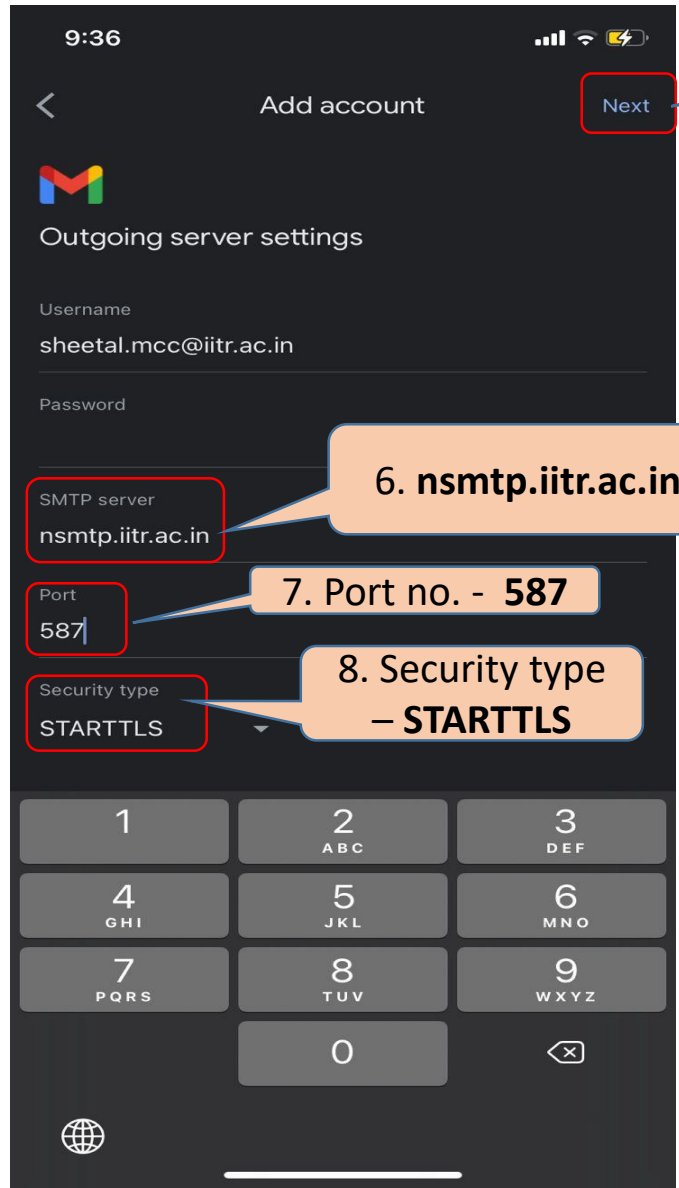 9:36
Add account
Next
Outgoing server settings
Username
sheetal.mcc@iitr.ac.in
Password
6. nsmtp.iitr.ac.in
SMTP server
nsmtp.iitr.ac.in
Port
7. Port no. - 587
587
8. Security type
– STARTTLS
Security type
STARTTLS
1
2
ABC
3
DEF
4
GHI
5
JKL
6
MNO
7
PQRS
8
TUV
9
WXYZ
0